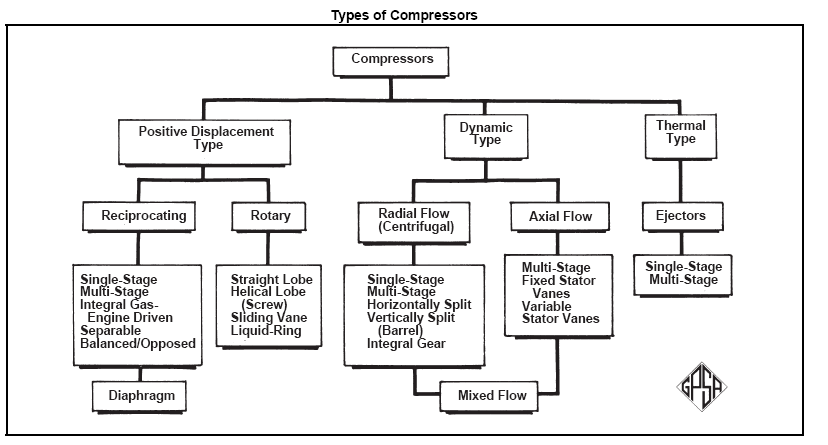 Types of Compressors
Compressors
Positive Displacement
Type
Dynamic
Type
Thermal
Type
Reciprocating
Rotary
Radial Flow
(Centrifugal)
Axial Flow
Ejectors
Single-Stage
Multi-Stage
Integral Gas-
Engine Driven
Separable
Balanced/Opposed
Straight Lobe
Helical Lobe
(Screw)
Sliding Vane
Liquid-Ring
Single-Stage
Multi-Stage
Horizontally Split
Vertically Split
(Barrel)
Integral Gear
Multi-Stage
Fixed Stator
Vanes
Variable
Stator Vanes
Single-Stage
Multi-Stage
Diaphragm
Mixed Flow
GPSA